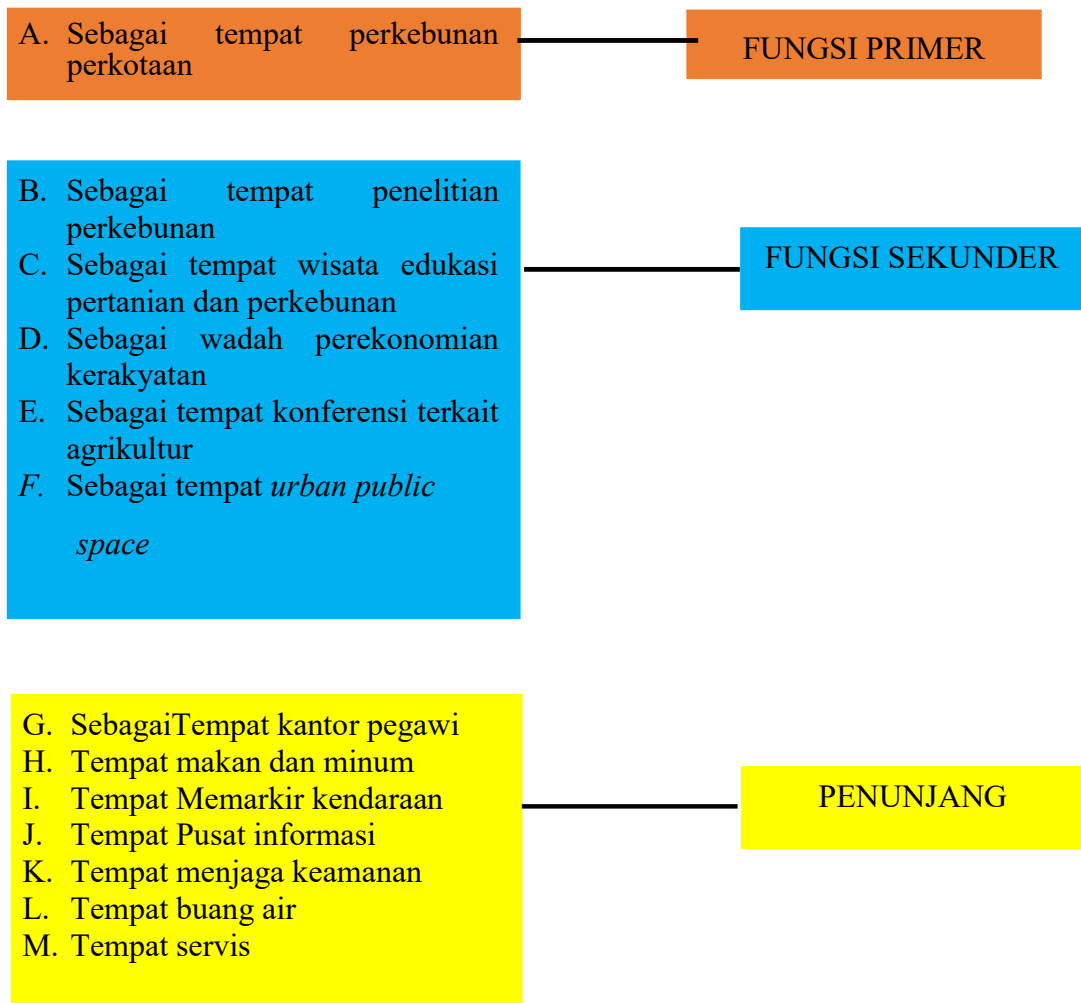 A. Sebagai tempat perkebunan
perkotaan
FUNGSI PRIMER
B. Sebagai tempat penelitian
perkebunan
C. Sebagai tempat wisata edukasi
pertanian dan perkebunan
D. Sebagai wadah perekonomian
kerakyatan
E. Sebagai tempat konferensi terkait
agrikultur
F. Sebagai tempat urban public
space
FUNGSI SEKUNDER
G. SebagaiTempat kantor pegawi
H. Tempat makan dan minum
I. Tempat Memarkir kendaraan
J. Tempat Pusat informasi
K. Tempat menjaga keamanan
L. Tempat buang air
M. Tempat servis
PENUNJANG